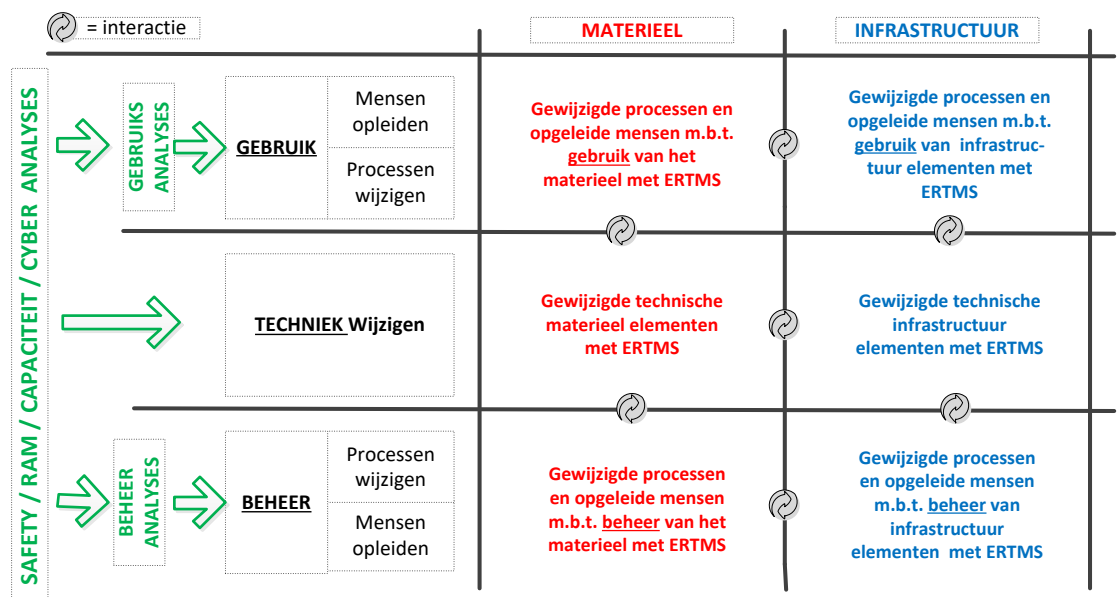 = interactie
MATERIEEL
INFRASTRUCTUUR
SAFETY / RAM / CAPACITEIT / CYBER ANALYSES
GEBRUIKS
ANALYSES
GEBRUIK
Mensen
opleiden
Processen
wijzigen
Gewijzigde processen en
opgeleide mensen m.b.t.
gebruik van het
materieel met ERTMS
Gewijzigde processen en
opgeleide mensen m.b.t.
gebruik van infrastruc-
tuur elementen met
ERTMS
TECHNIEK Wijzigen
Gewijzigde technische
materieel elementen
met ERTMS
Gewijzigde technische
infrastructuur
elementen met ERTMS
BEHEER
ANALYSES
BEHEER
Processen
wijzigen
Mensen
opleiden
Gewijzigde processen
en opgeleide mensen
m.b.t. beheer van het
materieel met ERTMS
Gewijzigde processen
en opgeleide mensen
m.b.t. beheer van
infrastructuur
elementen met ERTMS